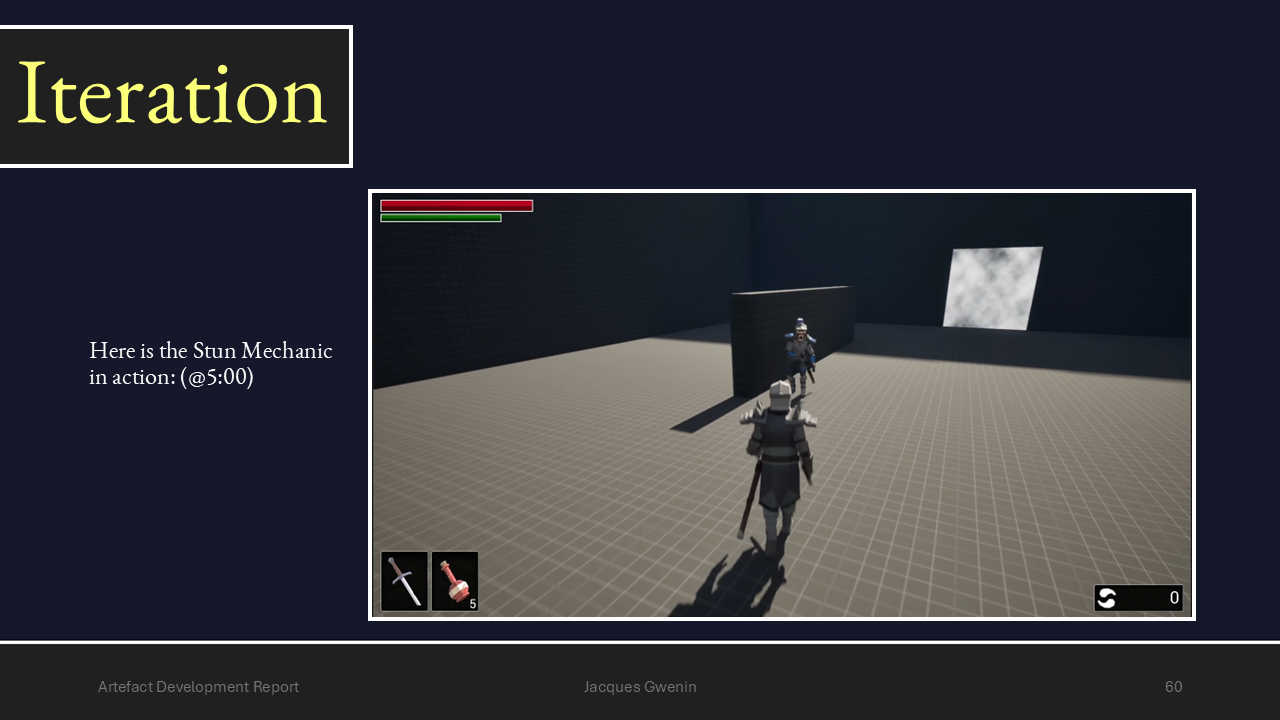 Iteration
Here is the Stun Mechanic
in action: (@5:00)
5
0
Artefact Development Report
Jacques Gwenin
60